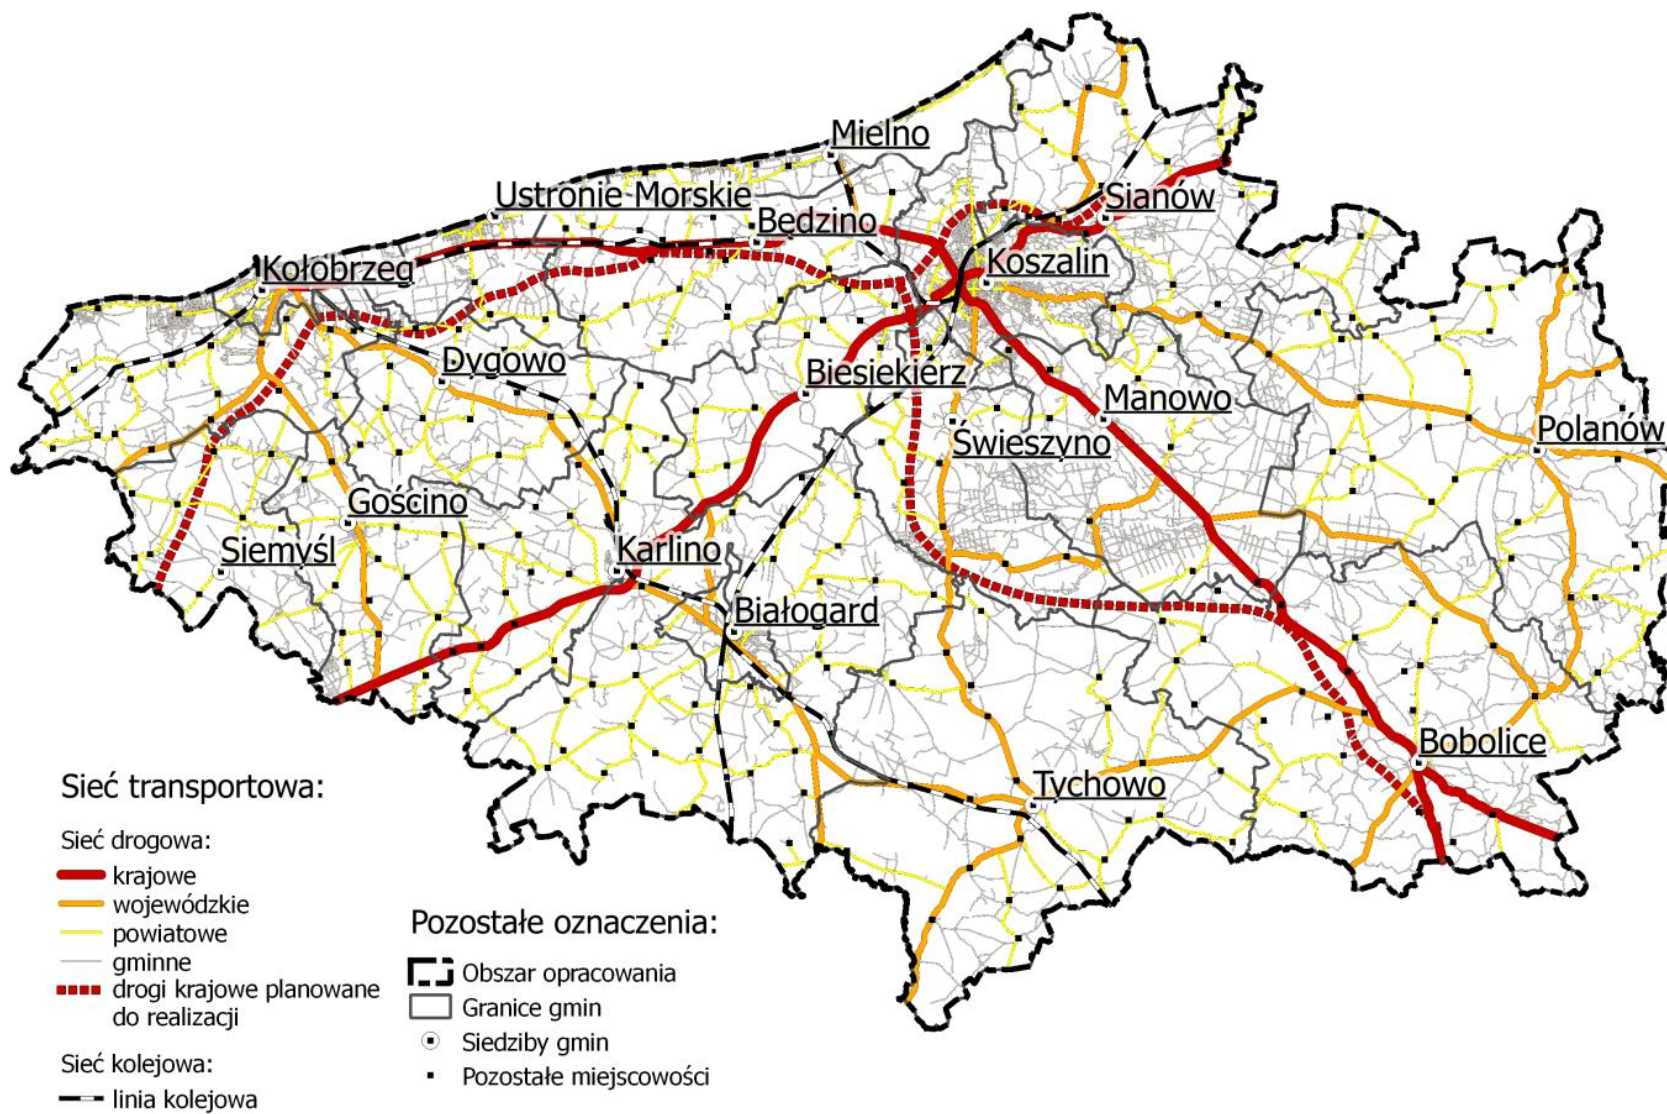 Mielno
Ustronie Morskie
Sianów
Będzino
Kołobrzeg
Koszalin
Dygowo
Biesiekierz
Manowo
Polanów
Świeszyno
Gościno
Siemyśl
Karlino
Białogard
Bobolice
Tychowo
Sieć transportowa:
Sieć drogowa:
krajowe
wojewódzkie
powiatowe
gminne
drogi krajowe planowane
do realizacji
Sieć kolejowa:
linia kolejowa
Pozostałe oznaczenia:
Obszar opracowania
Granice gmin
Siedziby gmin
Pozostałe miejscowości